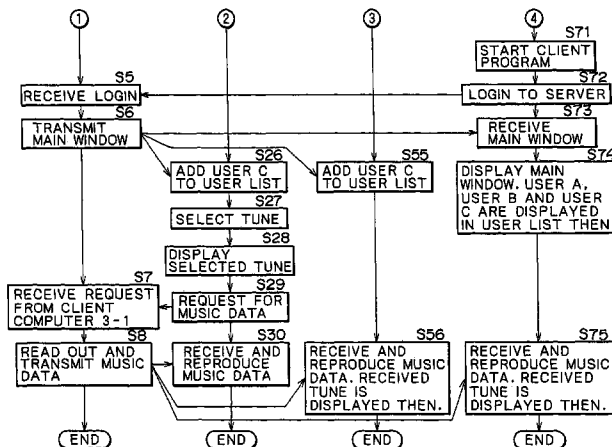 1
2
3
4
S71
START CLIENT
PROGRAM
S5
RECEIVE LOGIN
S72
LOGIN TO SERVER
S6
TRANSMIT
MAIN WINDOW
S73
RECEIVE
MAIN WINDOW
S26
ADD USER C
TO USER LIST
S55
ADD USER C
TO USER LIST
S74
DISPLAY MAIN
WINDOW. USER A,
USER B AND USER
C ARE DISPLAYED
IN USER LIST THEN.
S27
SELECT TUNE
S28
DISPLAY
SELECTED TUNE
S7
RECEIVE REQUEST
FROM CLIENT
COMPUTER 3-1
S29
REQUEST FOR
MUSIC DATA
S8
READ OUT AND
TRANSMIT MUSIC
DATA
S30
RECEIVE AND
REPRODUCE
MUSIC DATA
S56
RECEIVE AND
REPRODUCE MUSIC
DATA. RECEIVED
TUNE IS
DISPLAYED THEN.
S75
RECEIVE AND
REPRODUCE MUSIC
DATA. RECEIVED
TUNE IS
DISPLAYED THEN.
END
END
END
END